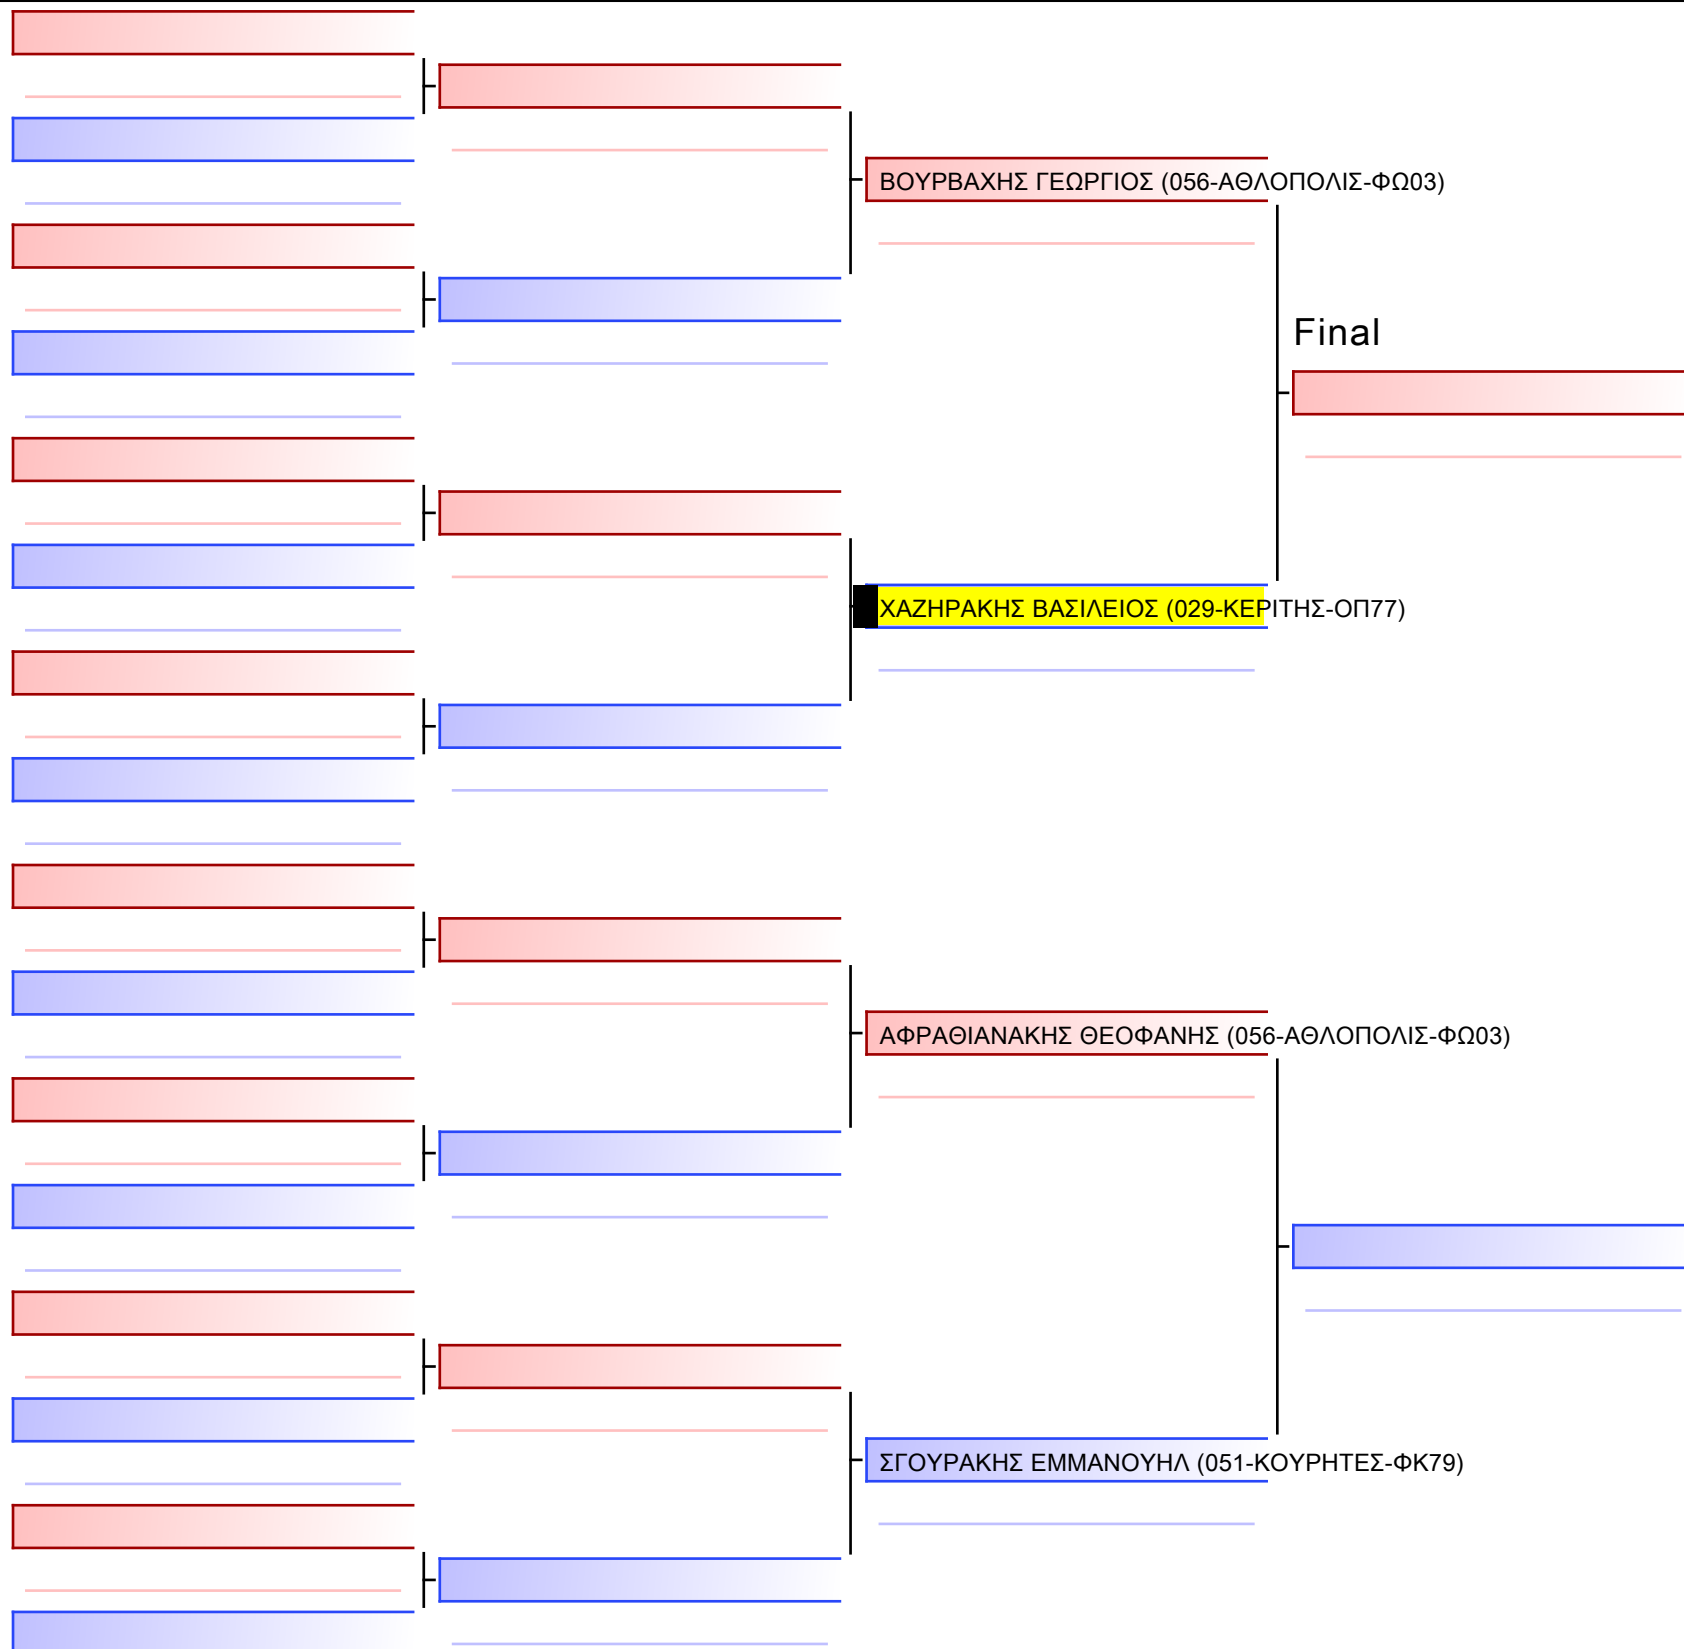 ΒΟΥΡΒΑΧΗΣ ΓΕΩΡΓΙΟΣ (056-ΑΘΛΟΠΟΛΙΣ-ΦΩ03)
Final
ΧΑΖΗΡΑΚΗΣ ΒΑΣΙΛΕΙΟΣ (029-ΚΕΡΙΤΗΣ-ΟΠ77)
ΑΦΡΑΘΙΑΝΑΚΗΣ ΘΕΟΦΑΝΗΣ (056-ΑΘΛΟΠΟΛΙΣ-ΦΩ03)
ΣΓΟΥΡΑΚΗΣ ΕΜΜΑΝΟΥΗΛ (051-ΚΟΥΡΗΤΕΣ-ΦΚ79)